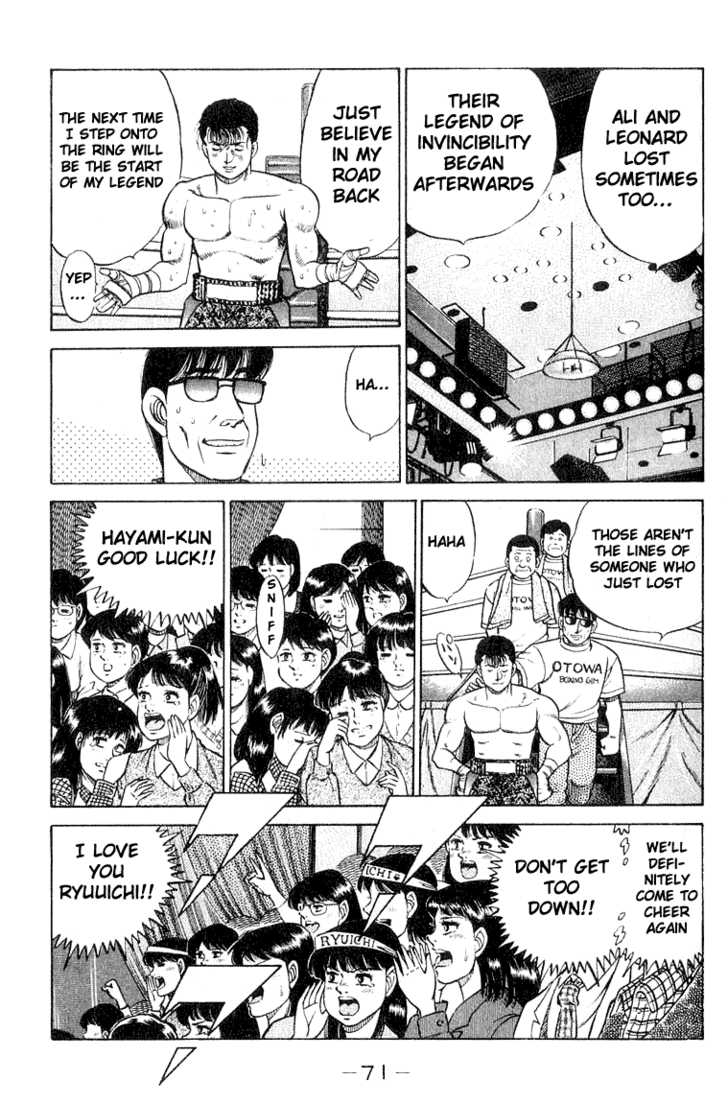 ALI AND
LEONARD
LOST
SOMETIMES
TOO...
THEIR
LEGEND OF
INVINCIBILITY
BEGAN
AFTERWARDS
JUST
BELIEVE
IN MY
ROAD
BACK
THE NEXT TIME
I STEP ONTO
THE RING WILL
BE THE START
OF MY LEGEND
YEP
...
HA...
THOSE AREN'T
THE LINES OF
SOMEONE WHO
JUST LOST
HAHA
OTOWA
OTOWA
BOXING GYM
SNIFF
HAYAMI-KUN
GOOD LUCK!!
WE'LL
DEFI-
NITELY
COME TO
CHEER
AGAIN
DON'T GET
TOO
DOWN!!
ICHI
RYUICHI
I LOVE
YOU
RYUUICHI!!
— 71 —